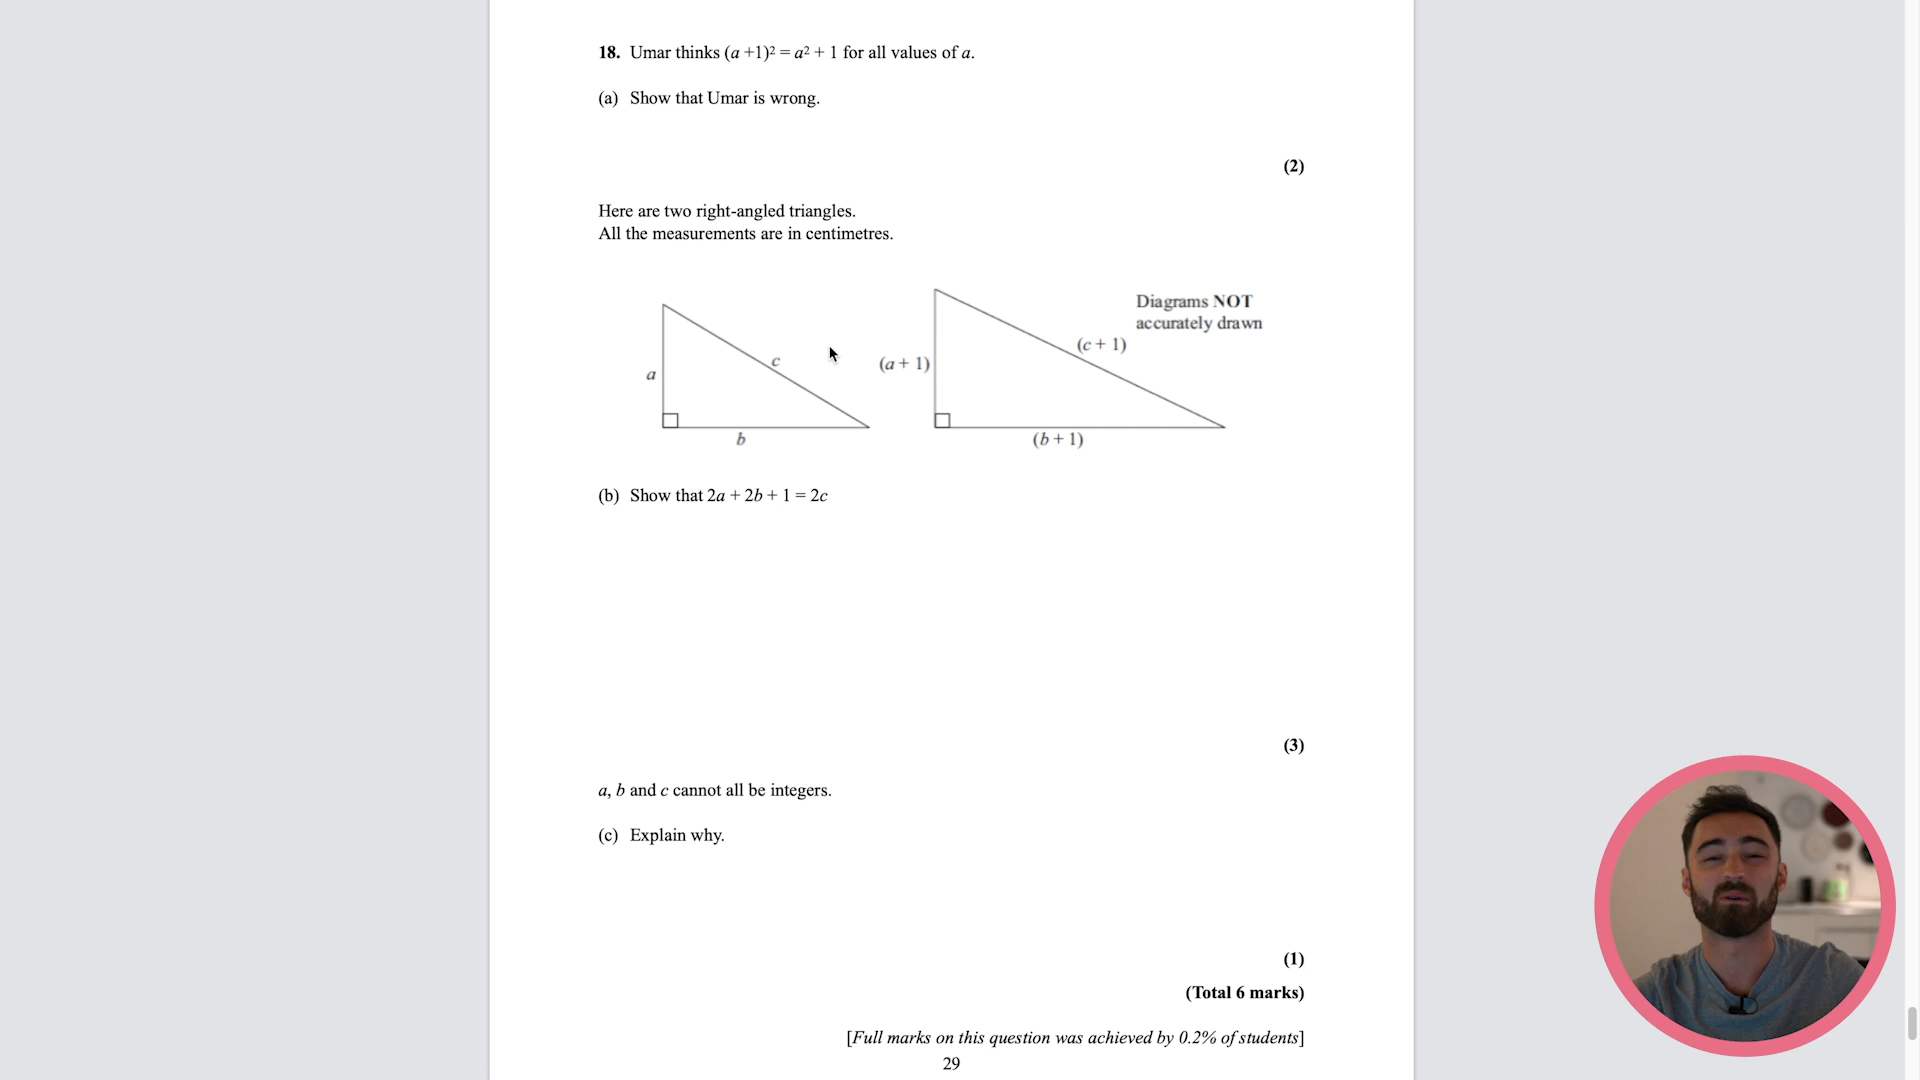 18. Umar thinks (a +1)² = a² + 1 for all values of a.
(a) Show that Umar is wrong.
(2)
Here are two right-angled triangles.
All the measurements are in centimetres.
Diagrams NOT
accurately drawn
a
c
b
(a + 1)
(c + 1)
(b + 1)
(b) Show that 2a + 2b + 1 = 2c
(3)
a, b and c cannot all be integers.
(c) Explain why.
(1)
(Total 6 marks)
[Full marks on this question was achieved by 0.2% of students]
29